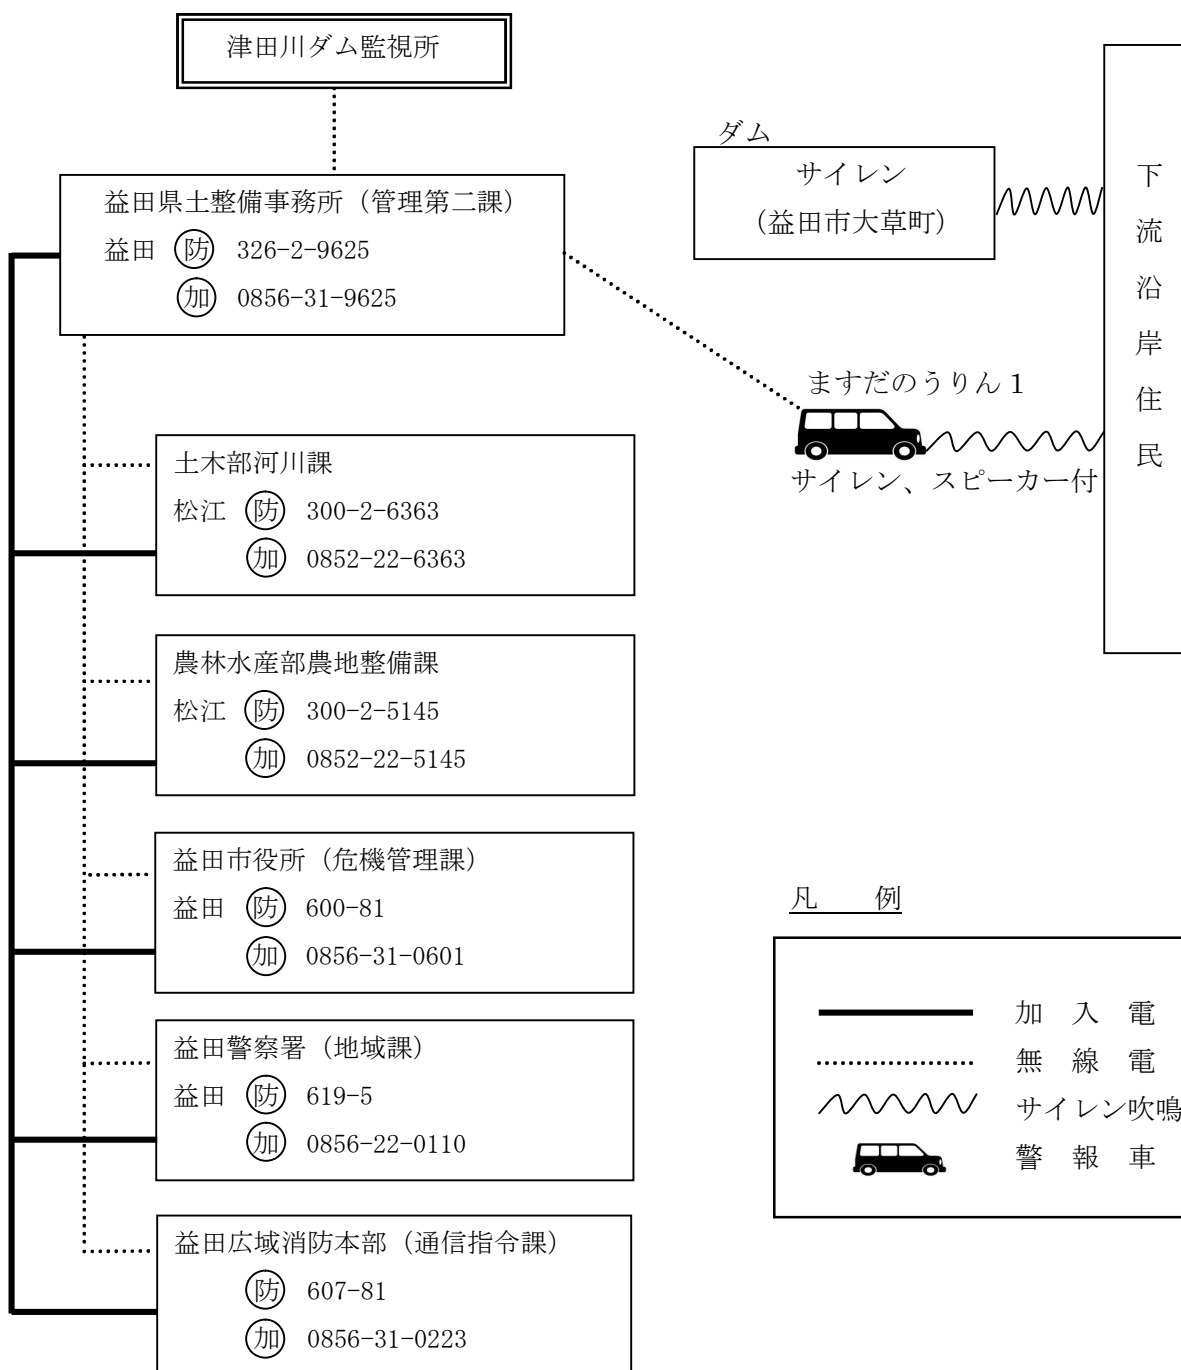 津田川ダム監視所
益田県土整備事務所（管理第二課）
益田 防 326-2-9625
加 0856-31-9625
ダム
サイレン
（益田市大草町）
下流沿岸住民
ますだのうりん１
サイレン、スピーカー付
土木部河川課
松江 防 300-2-6363
加 0852-22-6363
農林水産部農地整備課
松江 防 300-2-5145
加 0852-22-5145
益田市役所（危機管理課）
益田 防 600-81
加 0856-31-0601
益田警察署（地域課）
益田 防 619-5
加 0856-22-0110
益田広域消防本部（通信指令課）
防 607-81
加 0856-31-0223
凡　例
加 入 電
無 線 電
サイレン吹鳴
警 報 車